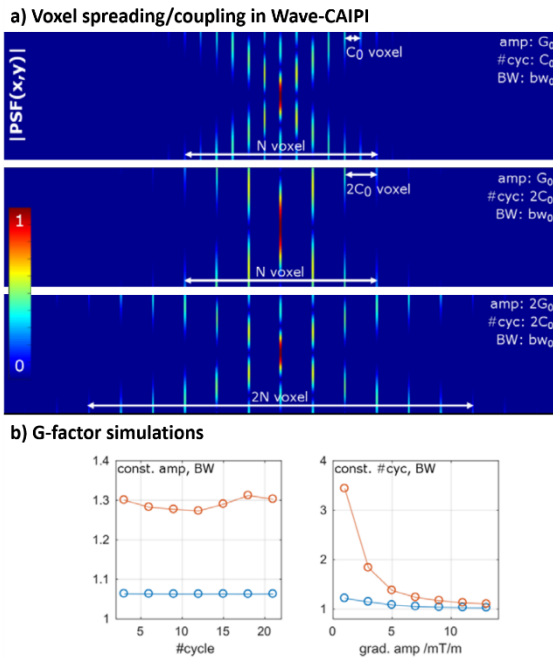 a) Voxel spreading/coupling in Wave-CAIPI
|PSF(x,y)|
C₀ voxel
amp: G₀
#cyc: C₀
BW: bw₀
N voxel
2C₀ voxel
amp: G₀
#cyc: 2C₀
BW: bw₀
N voxel
1
0
amp: 2G₀
#cyc: 2C₀
BW: bw₀
2N voxel
b) G-factor simulations
const. amp, BW
1.4
1.3
1.2
1.1
1
5 10 15 20
#cycle
const. #cyc, BW
4
3
2
1
0 5 10
grad. amp /mT/m